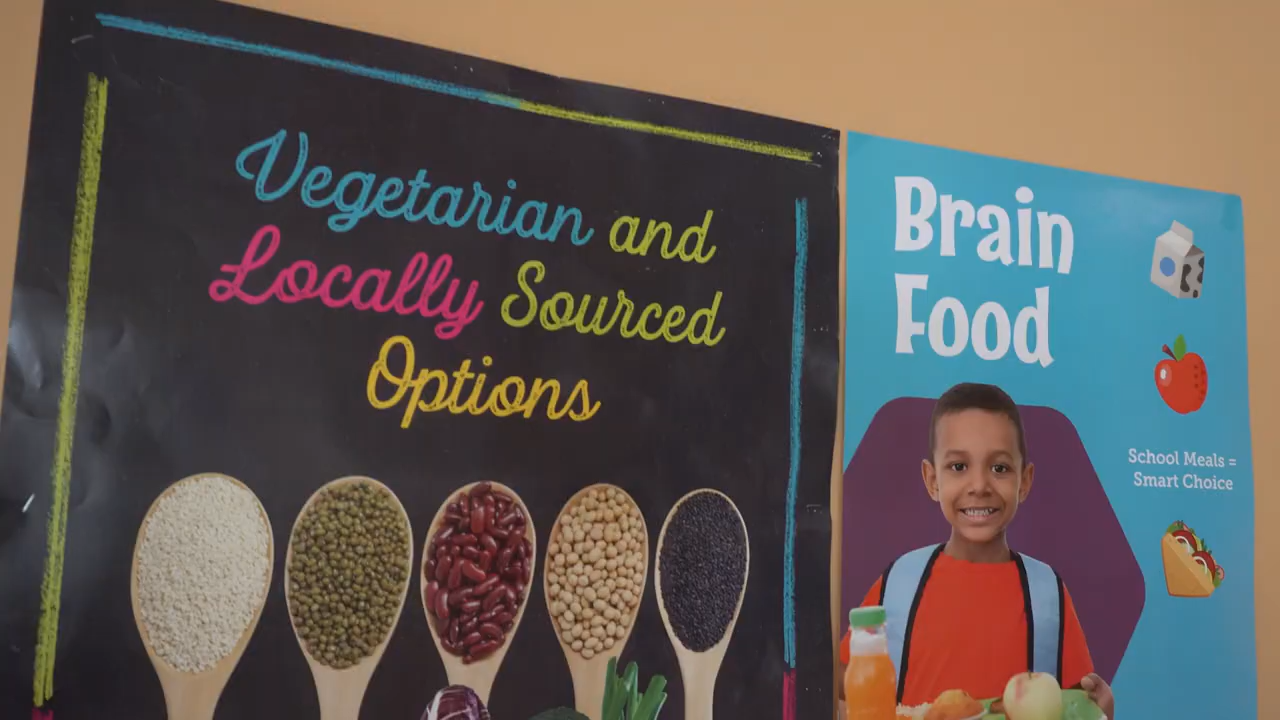 Vegetarian and
Locally Sourced
Options
Brain
Food
School Meals =
Smart Choice